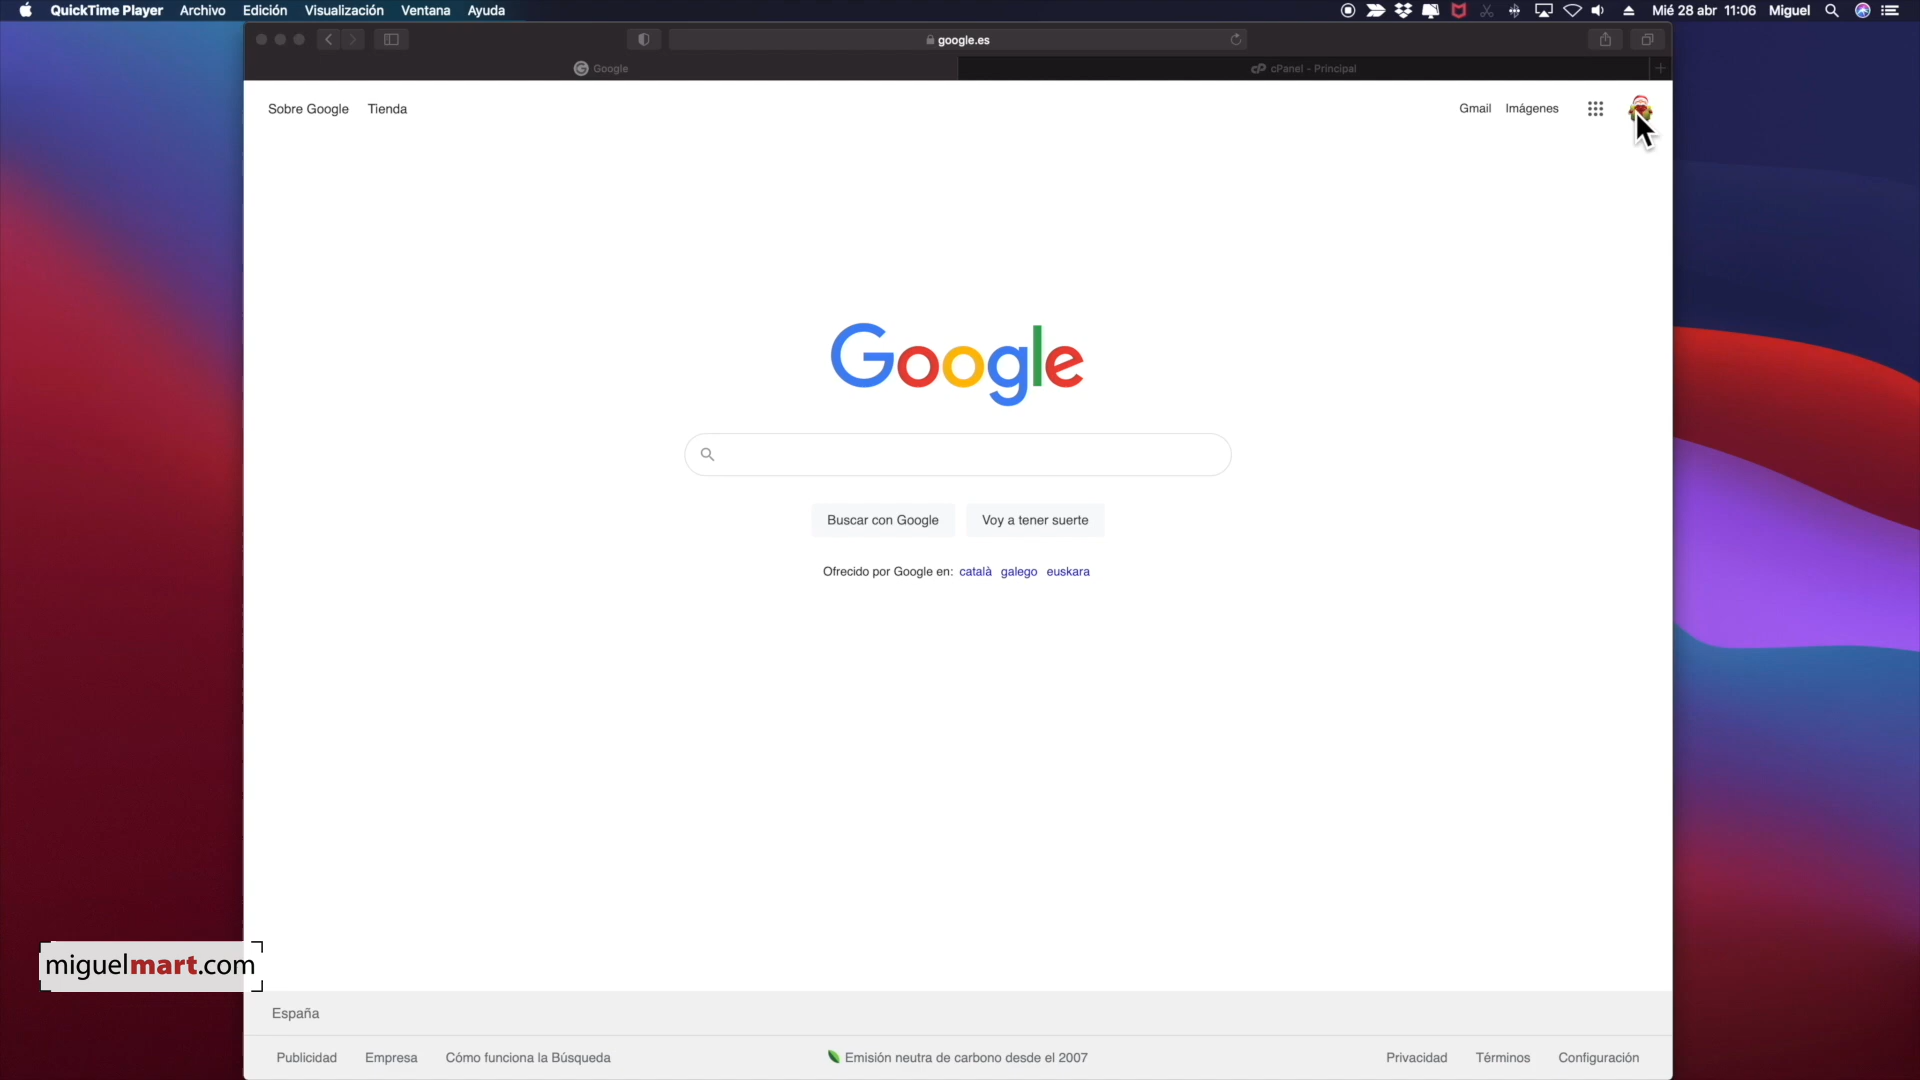 QuickTime Player Archivo Edición Visualización Ventana Ayuda Mié 28 abr 11:06 Miguel
google.es
Google cPanel - Principal
Sobre Google Tienda Gmail Imágenes
Google
Buscar con Google Voy a tener suerte
Ofrecido por Google en: català galego euskara
miguelmart.com
España
Publicidad Empresa Cómo funciona la Búsqueda Emisión neutra de carbono desde el 2007 Privacidad Términos Configuración